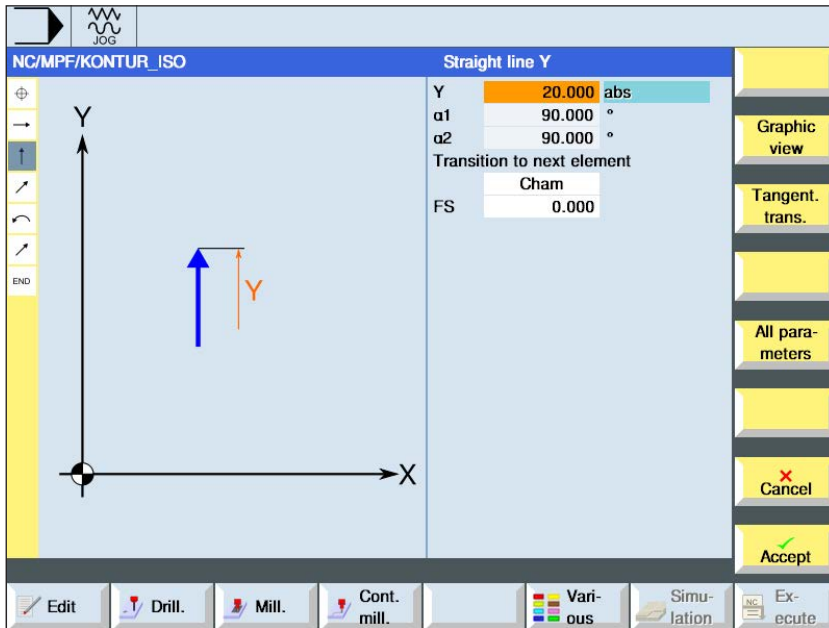 JOG
NC/MPF/KONTUR_ISO
Straight line Y
Y 20.000 abs
α1 90.000 °
α2 90.000 °
Transition to next element
Cham
FS 0.000
END
Y
Y
X
Graphic
view
Tangent.
trans.
All para-
meters
Cancel
Accept
Edit
Drill.
Mill.
Cont.
mill.
Vari-
ous
Simu-
lation
NC
Ex-
ecute